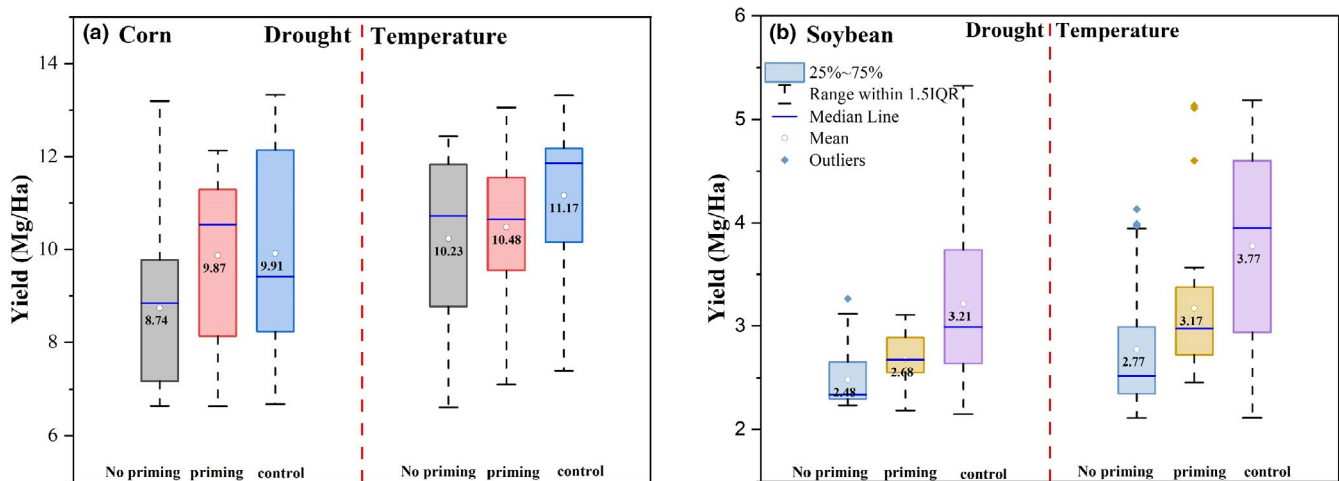 (a) Corn Drought Temperature
Yield (Mg/Ha)
14
12
10
8
6
8.74
9.87
9.91
10.23
10.48
11.17
No priming priming control No priming priming control
(b) Soybean Drought Temperature
25%~75%
Range within 1.5IQR
Median Line
Mean
Outliers
Yield (Mg/Ha)
6
5
4
3
2
2.48
2.68
3.21
2.77
3.17
3.77
No priming priming control No priming priming control